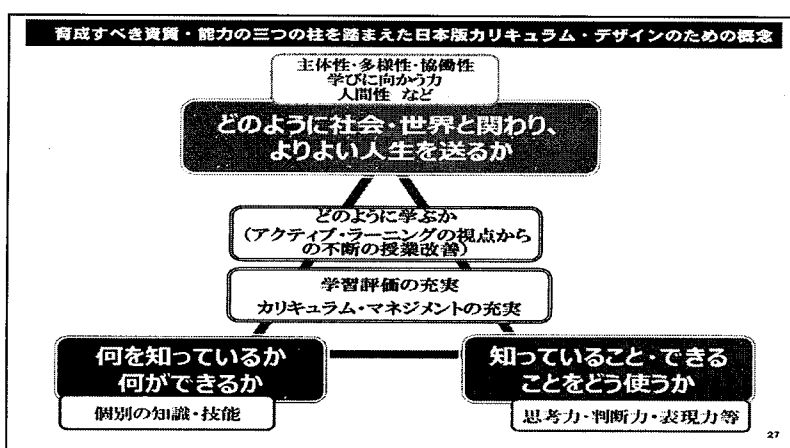 育成すべき資質・能力の三つの柱を踏まえた日本版カリキュラム・デザインのための概念
主体性・多様性・協働性
学びに向かう力
人間性 など
どのように社会・世界と関わり、
よりよい人生を送るか
どのように学ぶか
(アクティブ・ラーニングの視点から
の不断の授業改善)
学習評価の充実
カリキュラム・マネジメントの充実
何を知っているか
何ができるか
個別の知識・技能
知っていること・できる
ことをどう使うか
思考力・判断力・表現力等
27